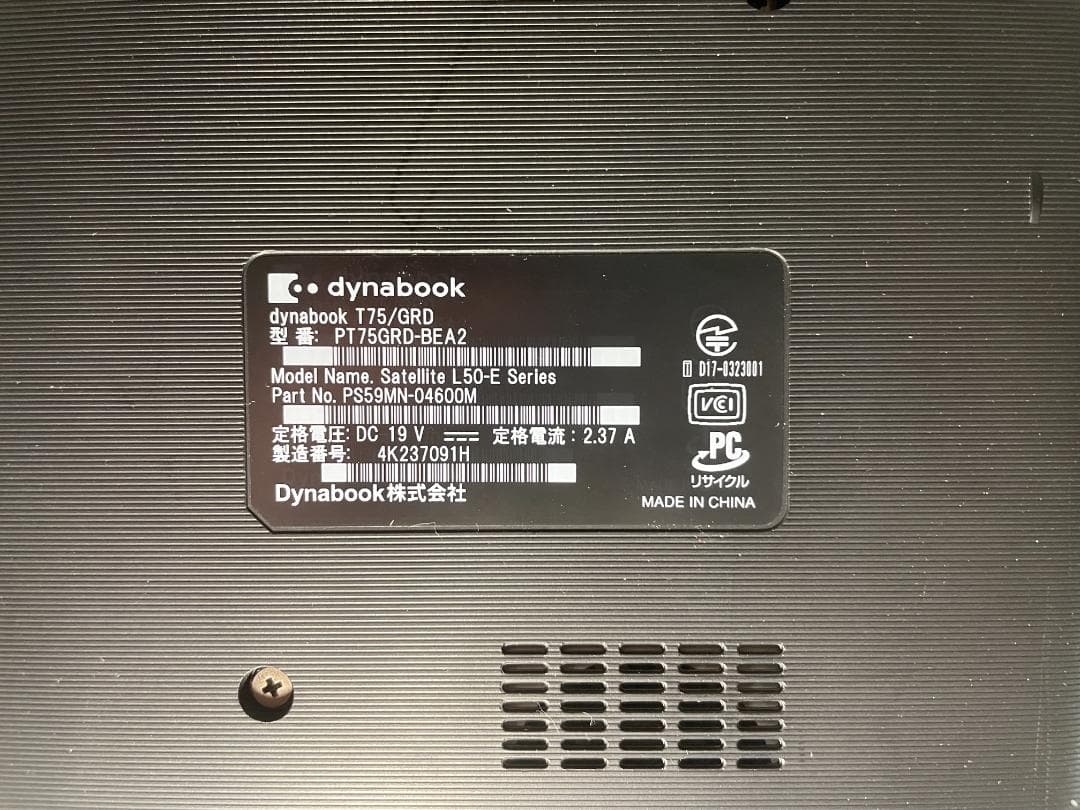 dynabook
dynabook T75/GRD
型 番: PT75GRD-BEA2
Model Name. Satellite L50-E Series
Part No. PS59MN-04600M
定格電圧: DC 19 V 定格電流 : 2.37 A
製造番号: 4K237091H
Dynabook株式会社
T D17-0323001
VCCI
PC
リサイクル
MADE IN CHINA